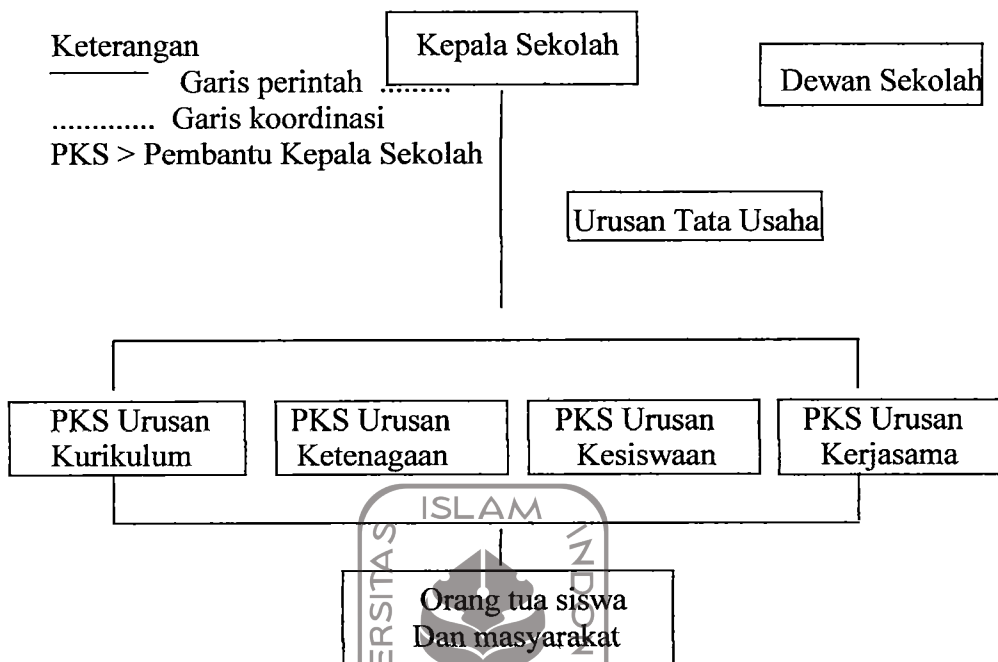 Keterangan
Kepala Sekolah
Garis perintah .........
Dewan Sekolah
............. Garis koordinasi
PKS > Pembantu Kepala Sekolah
Urusan Tata Usaha
PKS Urusan
Kurikulum
PKS Urusan
Ketenagaan
PKS Urusan
Kesiswaan
PKS Urusan
Kerjasama
ISLAM
Orang tua siswa
Dan masyarakat